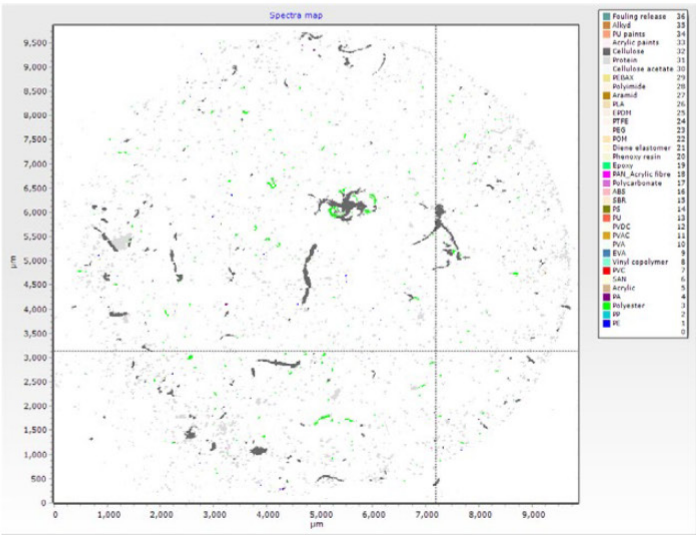 Spectra map
Fouling release 36
Alkyd 35
PU paints 34
Acrylic paints 33
Cellulose 32
Protein 31
Cellulose acetate 30
PEBAX 29
Polyimide 28
Aramid 27
PLA 26
EPDM 25
PTFE 24
PEG 23
POM 22
Diene elastomer 21
Phenoxy resin 20
Epoxy 19
PAN_Acrylic fibre 18
Polycarbonate 17
ABS 16
SBR 15
PS 14
PU 13
PVDC 12
PVAC 11
PVA 10
EVA 9
Vinyl copolymer 8
PVC 7
SAN 6
Acrylic 5
PA 4
Polyester 3
PP 2
PE 1
0
9,500
9,000
8,500
8,000
7,500
7,000
6,500
6,000
5,500
5,000
4,500
4,000
3,500
3,000
2,500
2,000
1,500
1,000
500
0
µm
0 1,000 2,000 3,000 4,000 5,000 6,000 7,000 8,000 9,000
µm